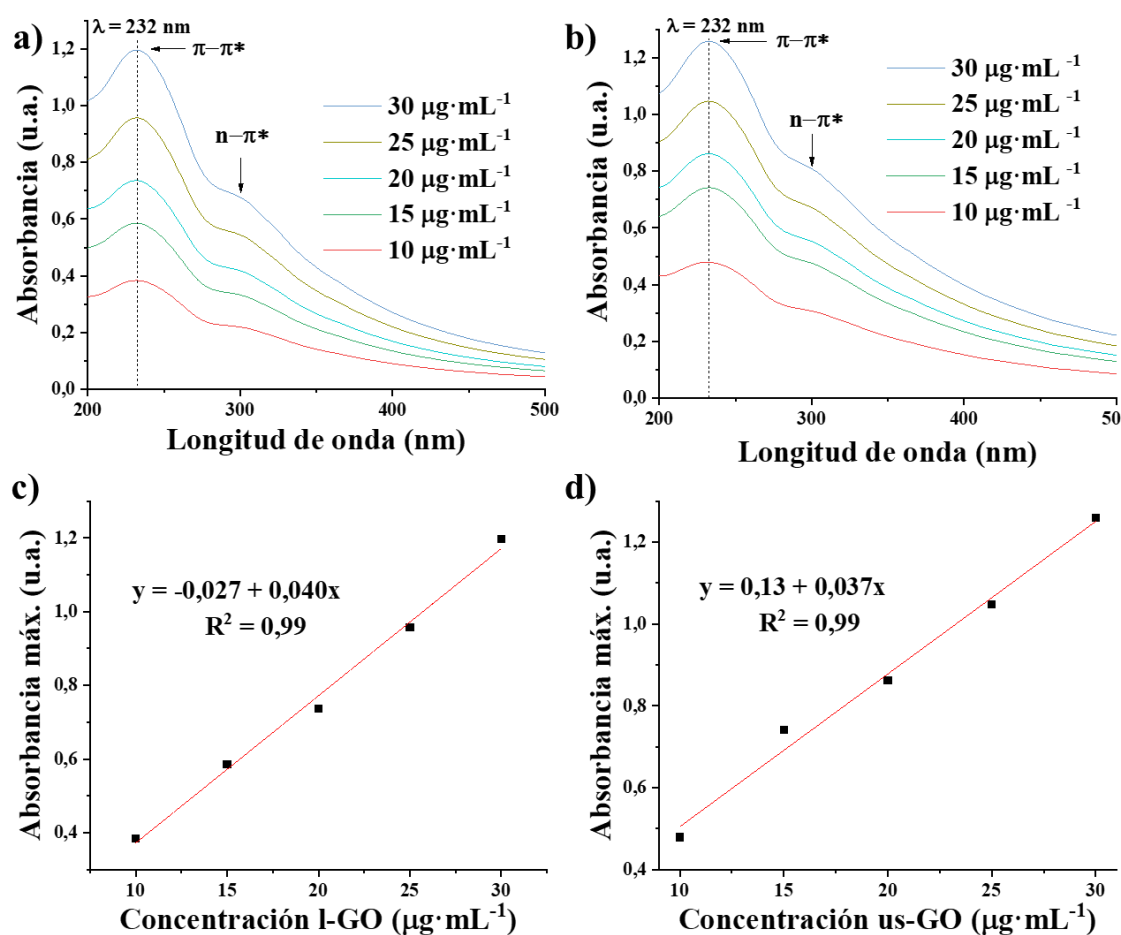 a)
λ = 232 nm
π–π*
n–π*
30 µg·mL⁻¹
25 µg·mL⁻¹
20 µg·mL⁻¹
15 µg·mL⁻¹
10 µg·mL⁻¹
Absorbancia (u.a.)
1,2
1,0
0,8
0,6
0,4
0,2
0,0
200
300
400
500
Longitud de onda (nm)
b)
λ = 232 nm
π–π*
n–π*
30 µg·mL ⁻¹
25 µg·mL ⁻¹
20 µg·mL ⁻¹
15 µg·mL ⁻¹
10 µg·mL ⁻¹
Absorbancia (u.a.)
1,2
1,0
0,8
0,6
0,4
0,2
0,0
200
300
400
50
Longitud de onda (nm)
c)
y = -0,027 + 0,040x
R² = 0,99
Absorbancia máx. (u.a.)
1,2
1,0
0,8
0,6
0,4
10
15
20
25
30
Concentración l-GO (µg·mL⁻¹)
d)
y = 0,13 + 0,037x
R² = 0,99
Absorbancia máx. (u.a.)
1,2
1,0
0,8
0,6
0,4
10
15
20
25
30
Concentración us-GO (µg·mL⁻¹)